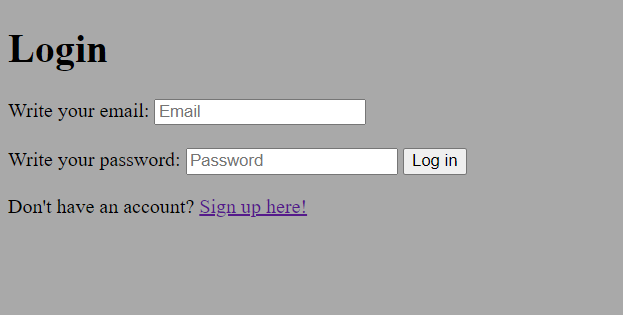 Login
Write your email: Email
Write your password: Password Log in
Don't have an account? Sign up here!